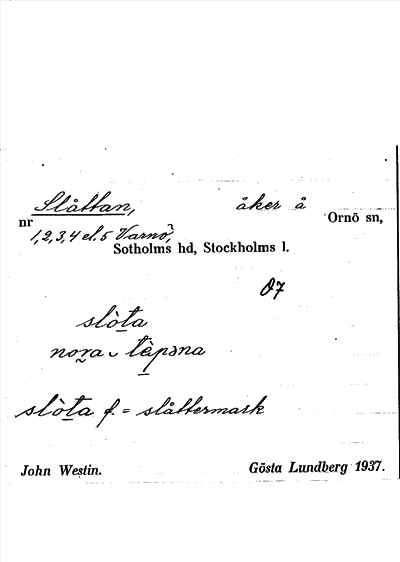 Slåttan, åker å
nr Ornö sn,
1,2,3,4 el. 5 Varnö,
Sotholms hd, Stockholms l.
07
slòta
nora ᴗ tèpəna
slòta f. = slåttermark
John Westin. Gösta Lundberg 1937.